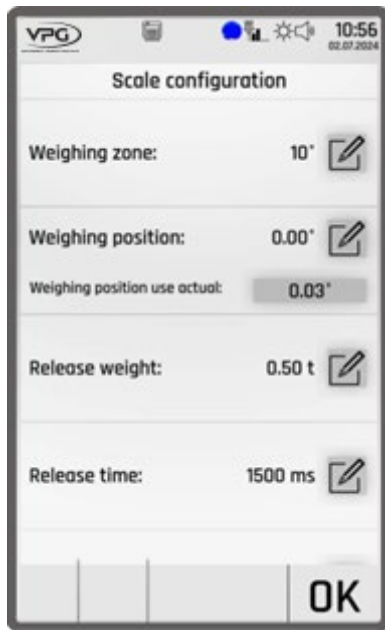 VPG
10:56
02.07.2024
Scale configuration
Weighing zone: 10°
Weighing position: 0.00°
Weighing position use actual: 0.03°
Release weight: 0.50 t
Release time: 1500 ms
OK